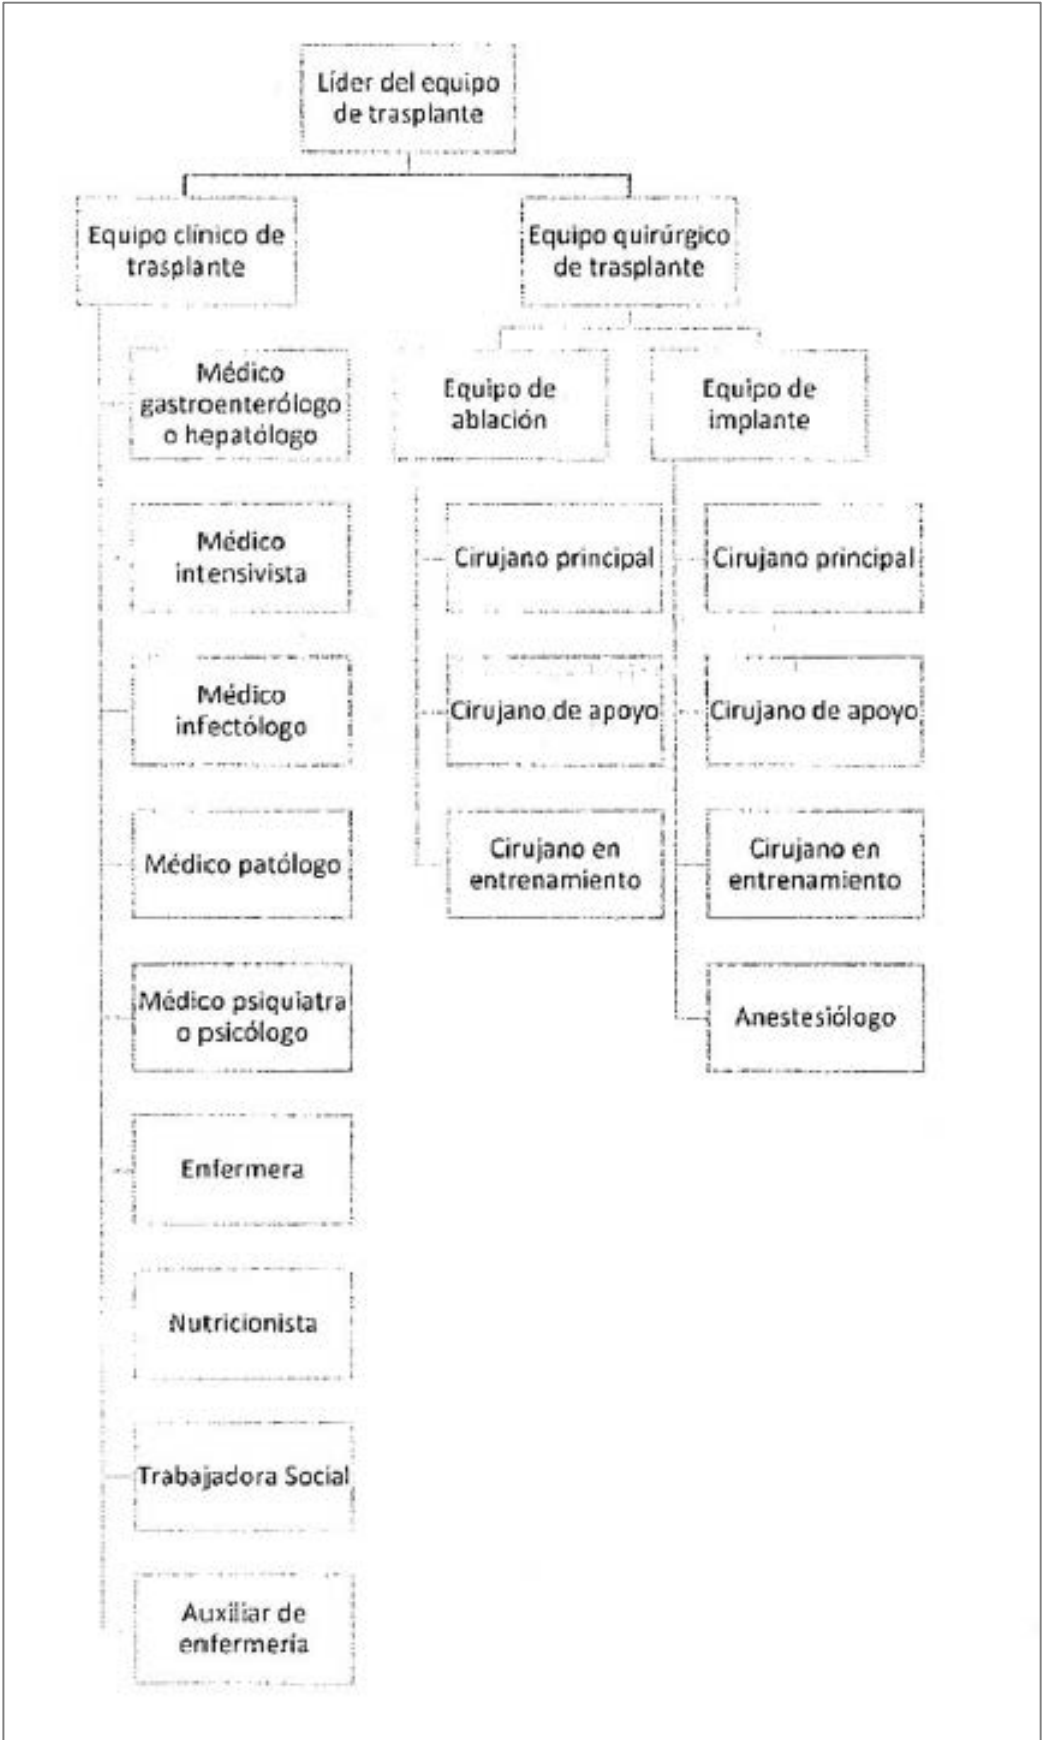 Líder del equipo
de trasplante
Equipo clínico de
trasplante
Equipo quirúrgico
de trasplante
Médico
gastroenterólogo
o hepatólogo
Equipo de
ablación
Equipo de
implante
Médico
intensivista
Cirujano principal
Cirujano principal
Médico
infectólogo
Cirujano de apoyo
Cirujano de apoyo
Médico patólogo
Cirujano en
entrenamiento
Cirujano en
entrenamiento
Médico psiquiatra
o psicólogo
Anestesiólogo
Enfermera
Nutricionista
Trabajadora Social
Auxiliar de
enfermería